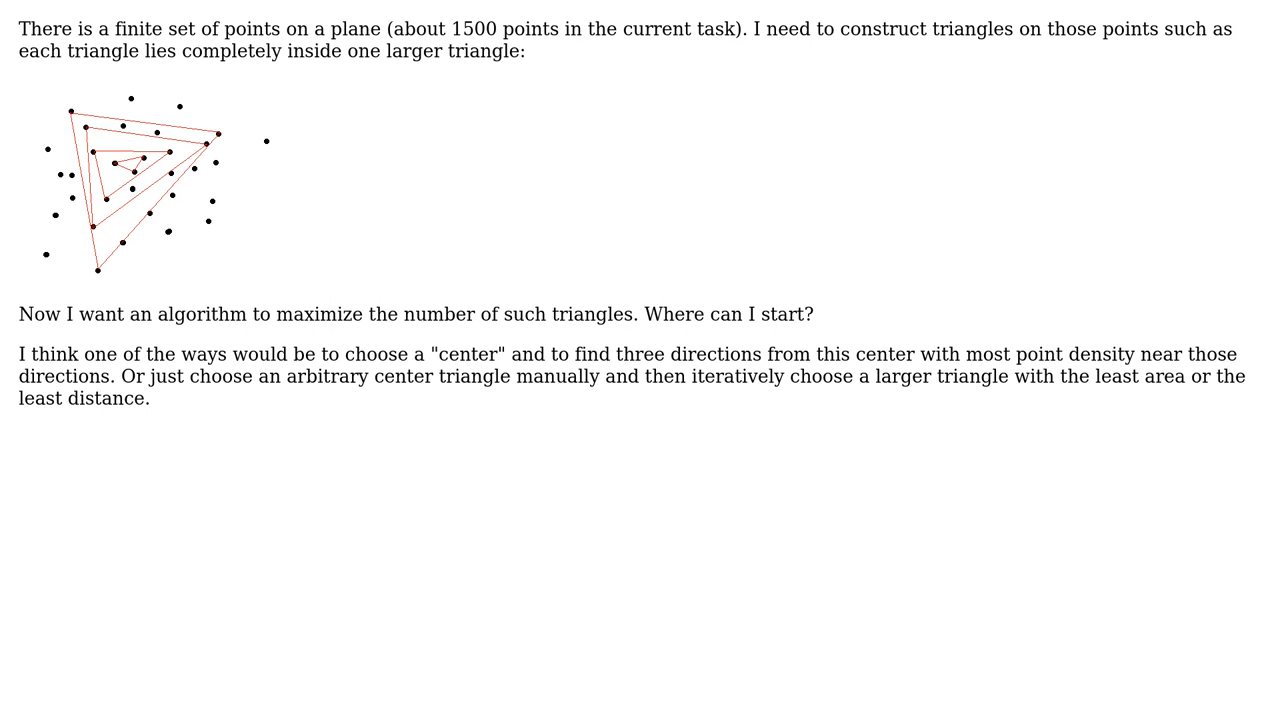 There is a finite set of points on a plane (about 1500 points in the current task). I need to construct triangles on those points such as
each triangle lies completely inside one larger triangle:
Now I want an algorithm to maximize the number of such triangles. Where can I start?
I think one of the ways would be to choose a "center" and to find three directions from this center with most point density near those
directions. Or just choose an arbitrary center triangle manually and then iteratively choose a larger triangle with the least area or the
least distance.